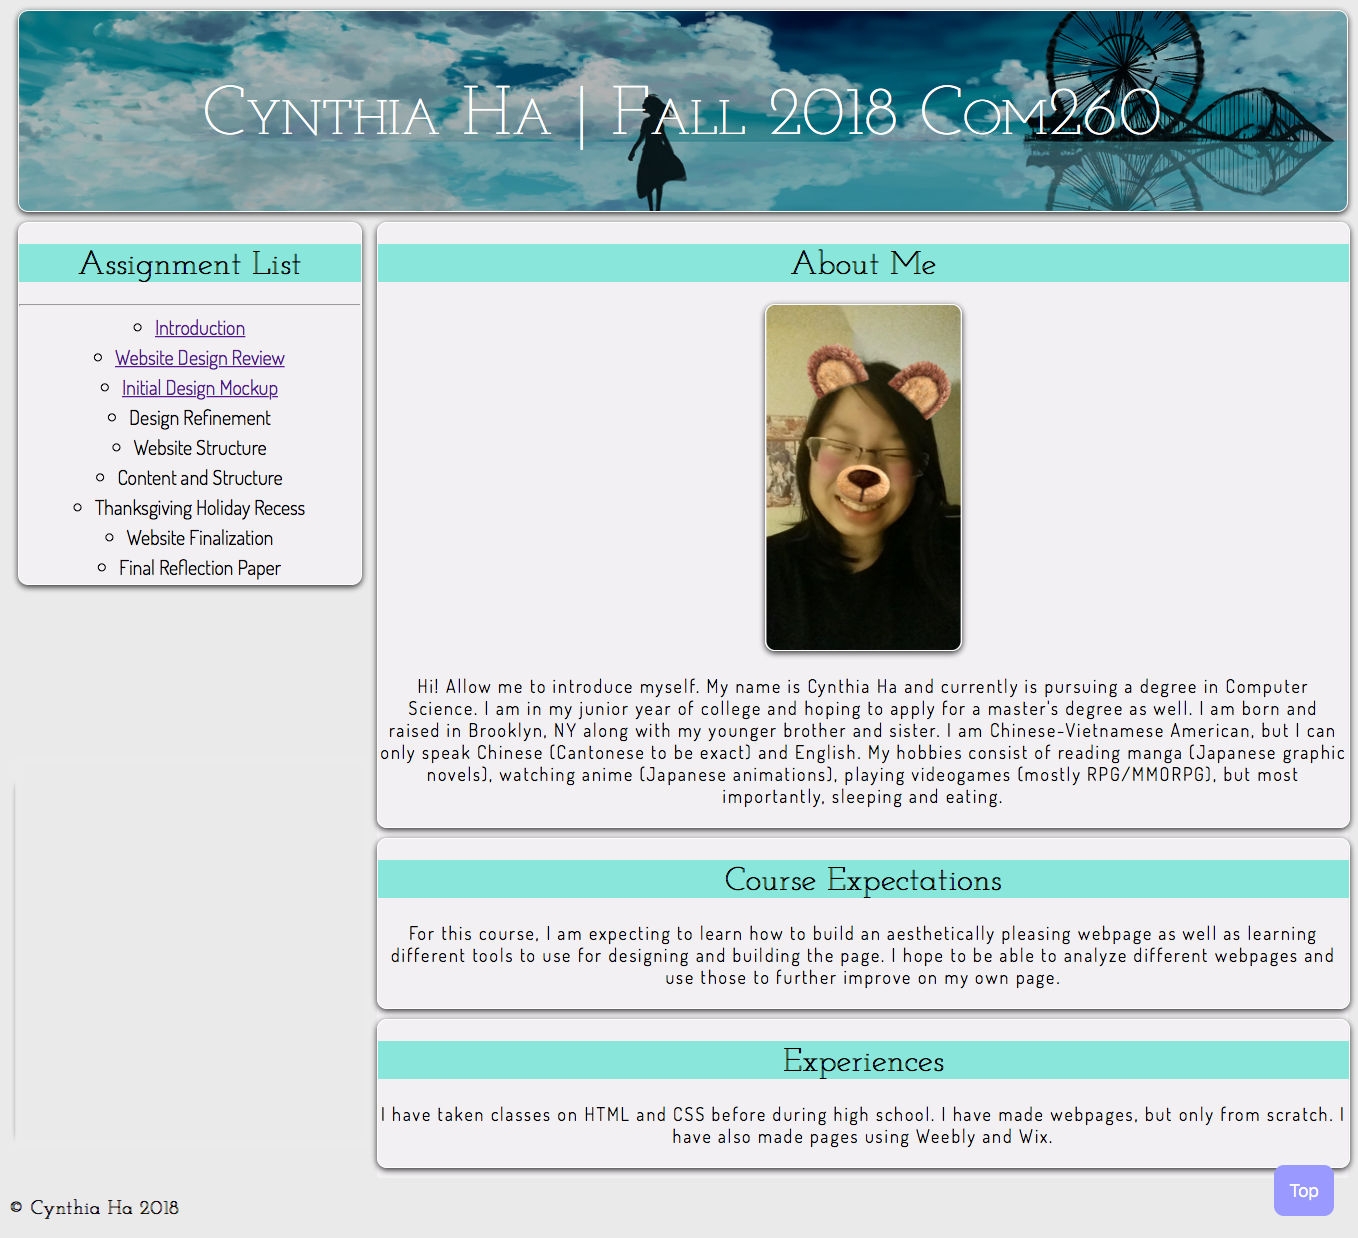 Cynthia Ha | Fall 2018 Com260
Assignment List
Introduction
Website Design Review
Initial Design Mockup
Design Refinement
Website Structure
Content and Structure
Thanksgiving Holiday Recess
Website Finalization
Final Reflection Paper
About Me
Hi! Allow me to introduce myself. My name is Cynthia Ha and currently is pursuing a degree in Computer
Science. I am in my junior year of college and hoping to apply for a master's degree as well. I am born and
raised in Brooklyn, NY along with my younger brother and sister. I am Chinese-Vietnamese American, but I can
only speak Chinese (Cantonese to be exact) and English. My hobbies consist of reading manga (Japanese graphic
novels), watching anime (Japanese animations), playing videogames (mostly RPG/MMORPG), but most
importantly, sleeping and eating.
Course Expectations
For this course, I am expecting to learn how to build an aesthetically pleasing webpage as well as learning
different tools to use for designing and building the page. I hope to be able to analyze different webpages and
use those to further improve on my own page.
Experiences
I have taken classes on HTML and CSS before during high school. I have made webpages, but only from scratch. I
have also made pages using Weebly and Wix.
Top
© Cynthia Ha 2018